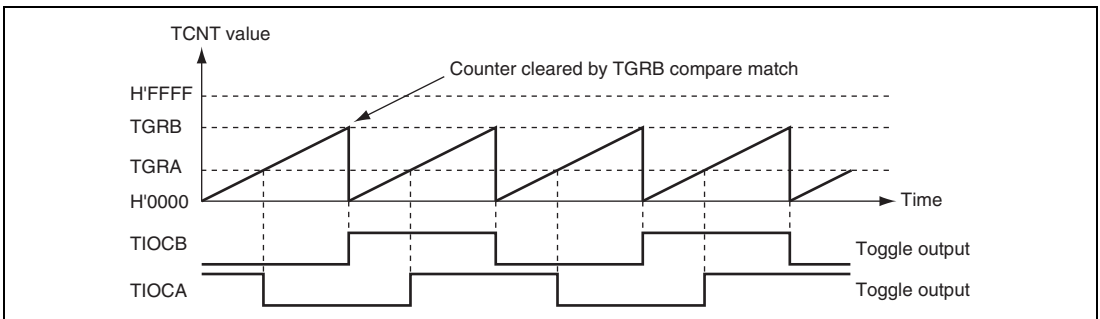 TCNT value
Counter cleared by TGRB compare match
H'FFFF
TGRB
TGRA
H'0000
Time
TIOCB
Toggle output
TIOCA
Toggle output